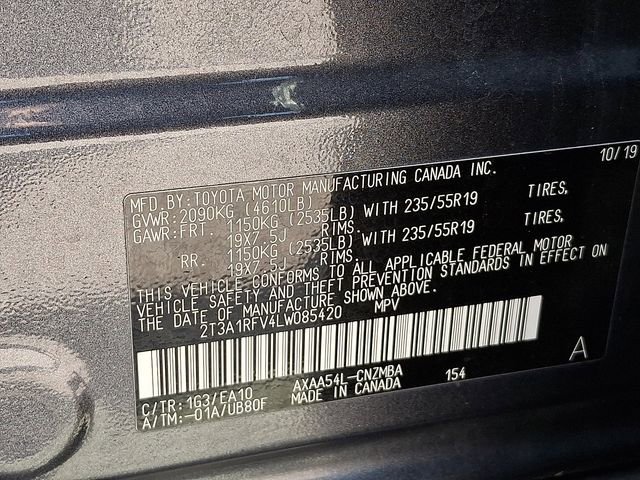 10/19
MFD.BY:TOYOTA MOTOR MANUFACTURING CANADA INC.
GVWR:2090KG (4610LB)
GAWR:FRT. 1150KG (2535LB) WITH 235/55R19 TIRES,
19X7.5J RIMS.
RR. 1150KG (2535LB) WITH 235/55R19 TIRES,
19X7.5J RIMS.
THIS VEHICLE CONFORMS TO ALL APPLICABLE FEDERAL MOTOR
VEHICLE SAFETY AND THEFT PREVENTION STANDARDS IN EFFECT ON
THE DATE OF MANUFACTURE SHOWN ABOVE.
2T3A1RFV4LW085420 MPV
A
C/TR:1G3/EA10 AXAA54L-CNZMBA 154
A/TM:-01A/UB80F MADE IN CANADA